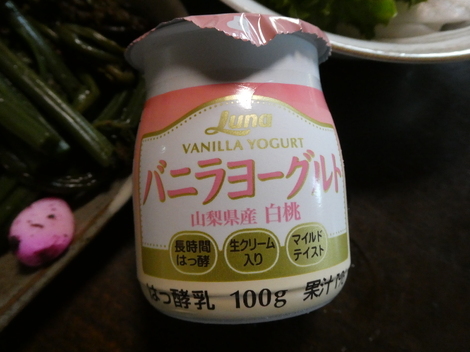 Luna
VANILLA YOGURT
バニラヨーグルト
山梨県産 白桃
長時間
はっ酵
生クリーム
入り
マイルド
テイスト
はっ酵乳 100g 果汁